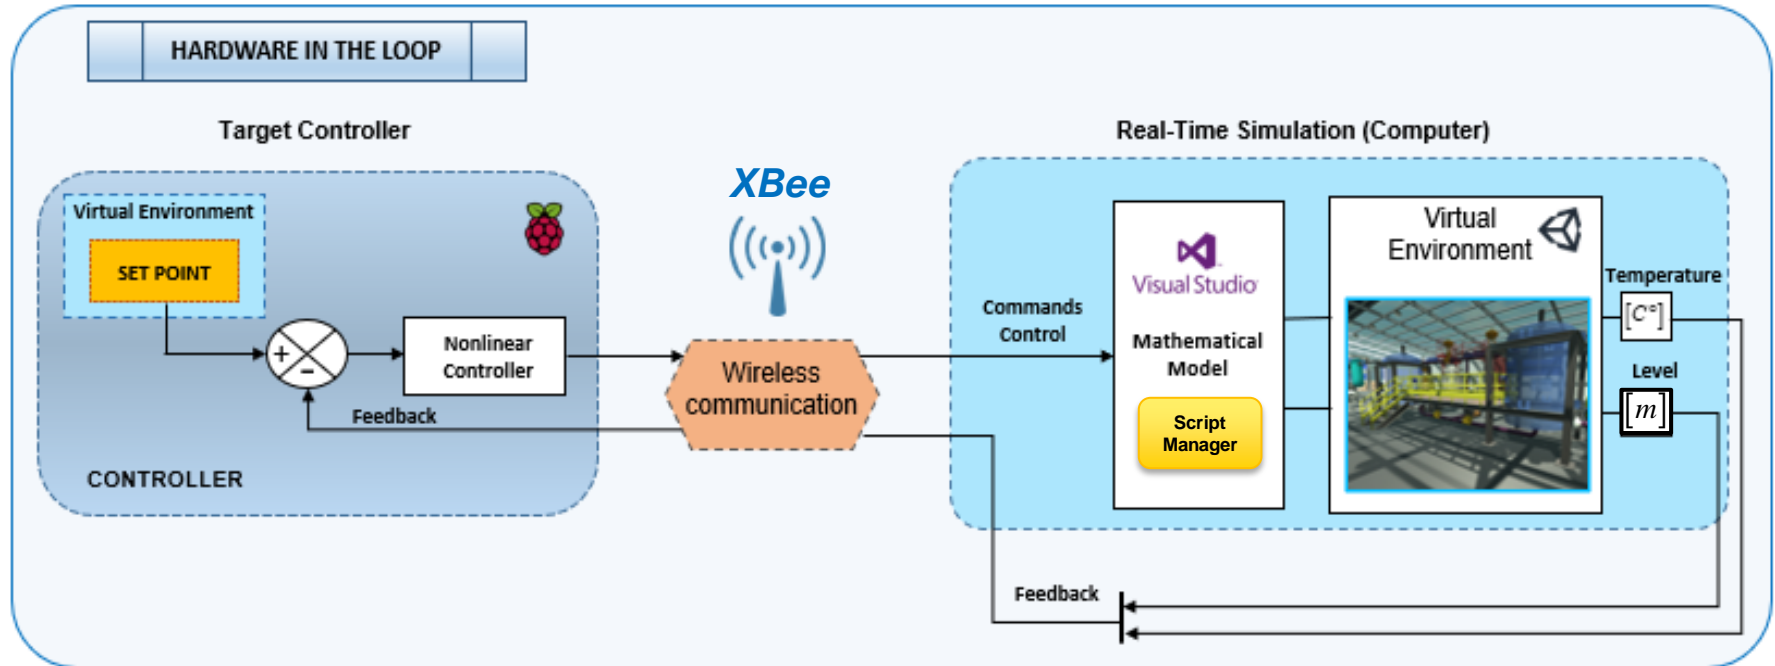 HARDWARE IN THE LOOP
Target Controller
Real-Time Simulation (Computer)
Virtual Environment
SET POINT
+
-
Nonlinear
Controller
Feedback
CONTROLLER
XBee
Wireless
communication
Commands
Control
Visual Studio
Mathematical
Model
Script
Manager
Virtual
Environment
Temperature
[C°]
Level
[m]
Feedback